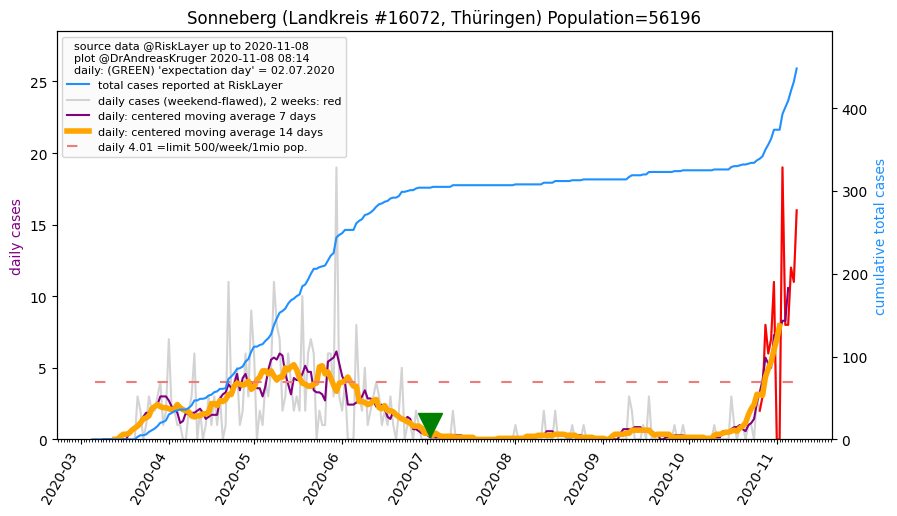 Sonneberg (Landkreis #16072, Thüringen) Population=56196
source data @RiskLayer up to 2020-11-08
plot @DrAndreasKruger 2020-11-08 08:14
daily: (GREEN) 'expectation day' = 02.07.2020
total cases reported at RiskLayer
daily cases (weekend-flawed), 2 weeks: red
daily: centered moving average 7 days
daily: centered moving average 14 days
daily 4.01 =limit 500/week/1mio pop.
daily cases
25
20
15
10
5
0
cumulative total cases
400
300
200
100
0
2020-03
2020-04
2020-05
2020-06
2020-07
2020-08
2020-09
2020-10
2020-11